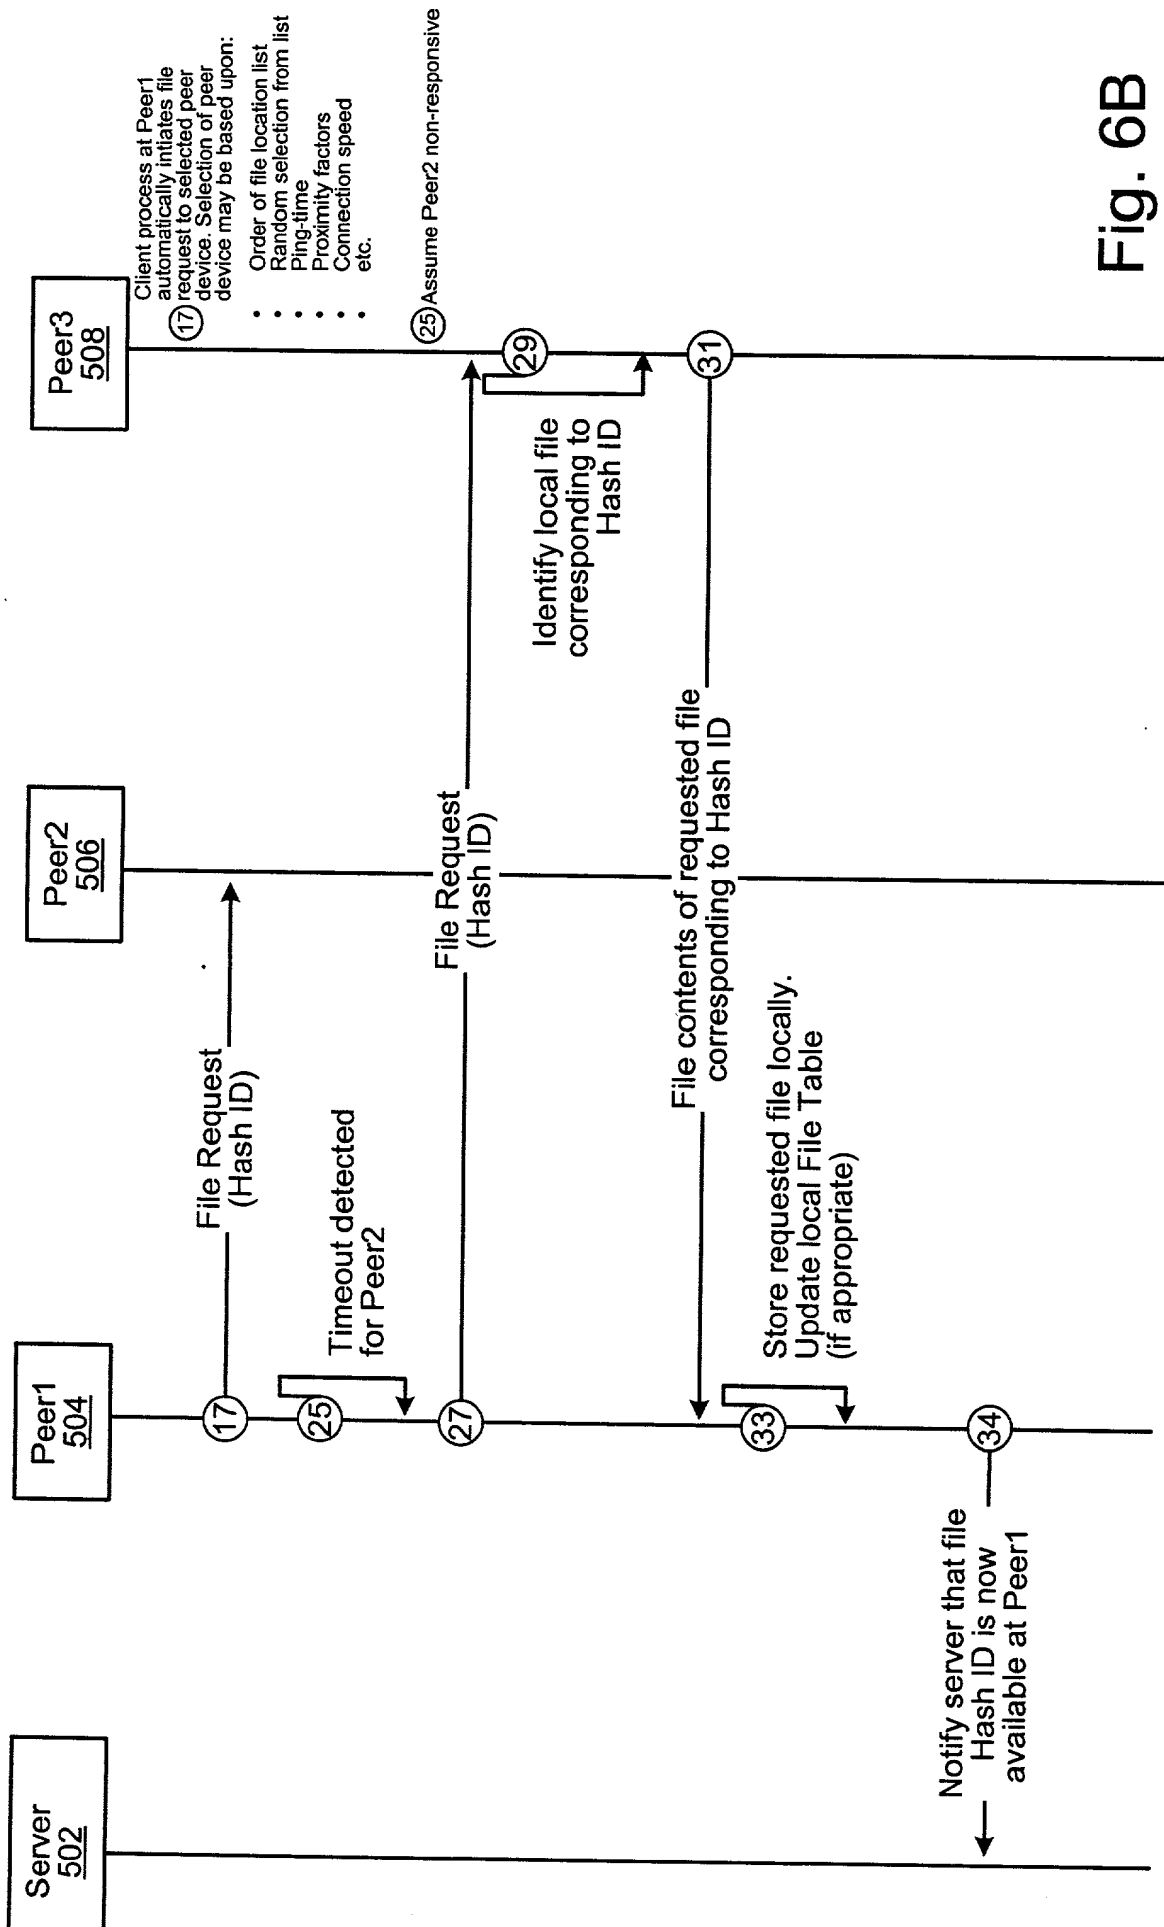 Server
502
Peer1
504
Peer2
506
Peer3
508
Client process at Peer1
automatically intiates file
17 request to selected peer
device. Selection of peer
device may be based upon:
• Order of file location list
• Random selection from list
• Ping-time
• Proximity factors
• Connection speed
• etc.
25 Assume Peer2 non-responsive
17
File Request
(Hash ID)
25
Timeout detected
for Peer2
27
File Request
(Hash ID)
29
Identify local file
corresponding to
Hash ID
31
File contents of requested file
corresponding to Hash ID
33
Store requested file locally.
Update local File Table
(if appropriate)
34
Notify server that file
Hash ID is now
available at Peer1
Fig. 6B